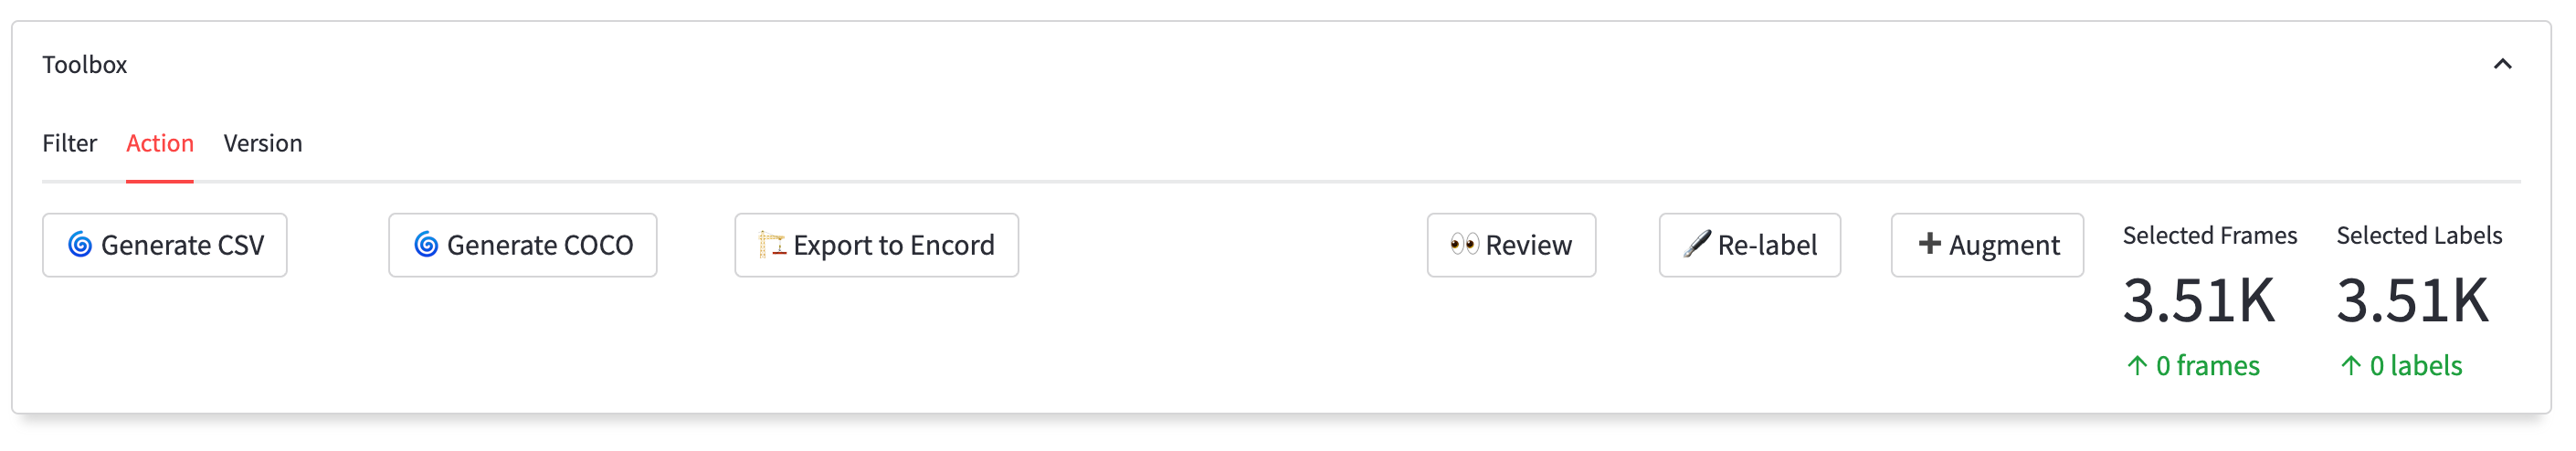 Toolbox
Filter Action Version
🌀 Generate CSV 🌀 Generate COCO 🏗️ Export to Encord 👀 Review 🖋️ Re-label ➕ Augment
Selected Frames Selected Labels
3.51K 3.51K
↑ 0 frames ↑ 0 labels